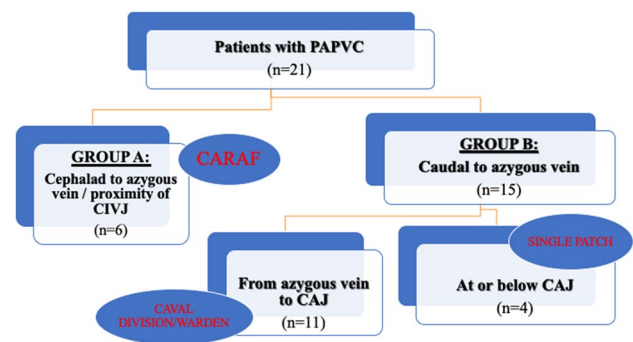 Patients with PAPVC
(n=21)
GROUP A:
Cephalad to azygous
vein / proximity of
CIVJ
(n=6)
CARAF
GROUP B:
Caudal to azygous vein
(n=15)
From azygous vein
to CAJ
(n=11)
CAVAL
DIVISION/WARDEN
SINGLE PATCH
At or below CAJ
(n=4)